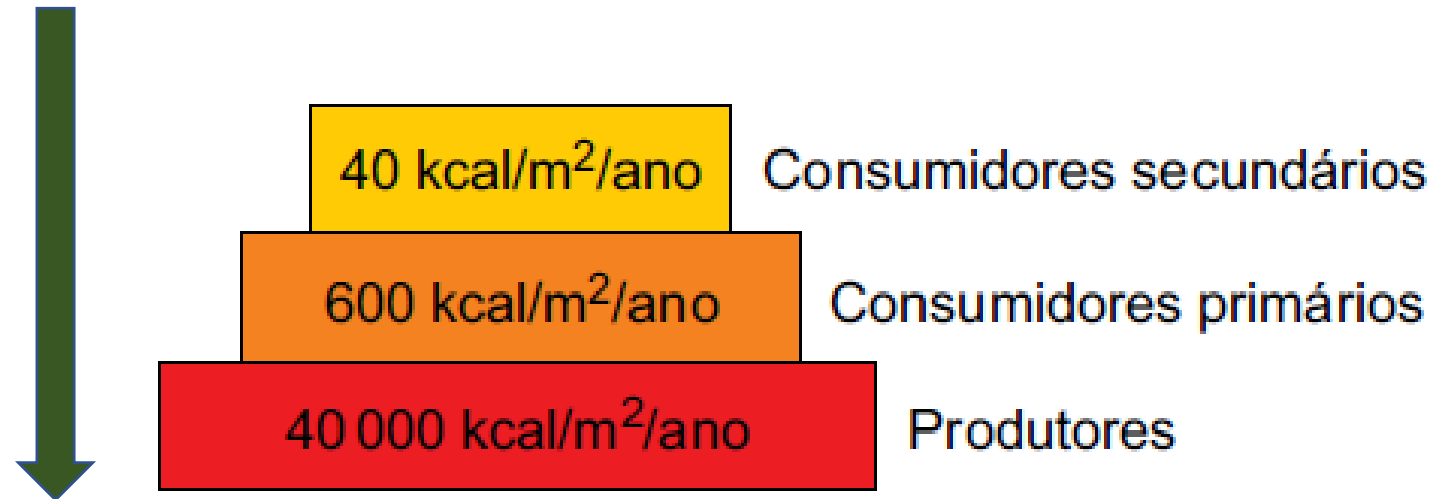 40 kcal/m²/ano Consumidores secundários
600 kcal/m²/ano Consumidores primários
40 000 kcal/m²/ano Produtores